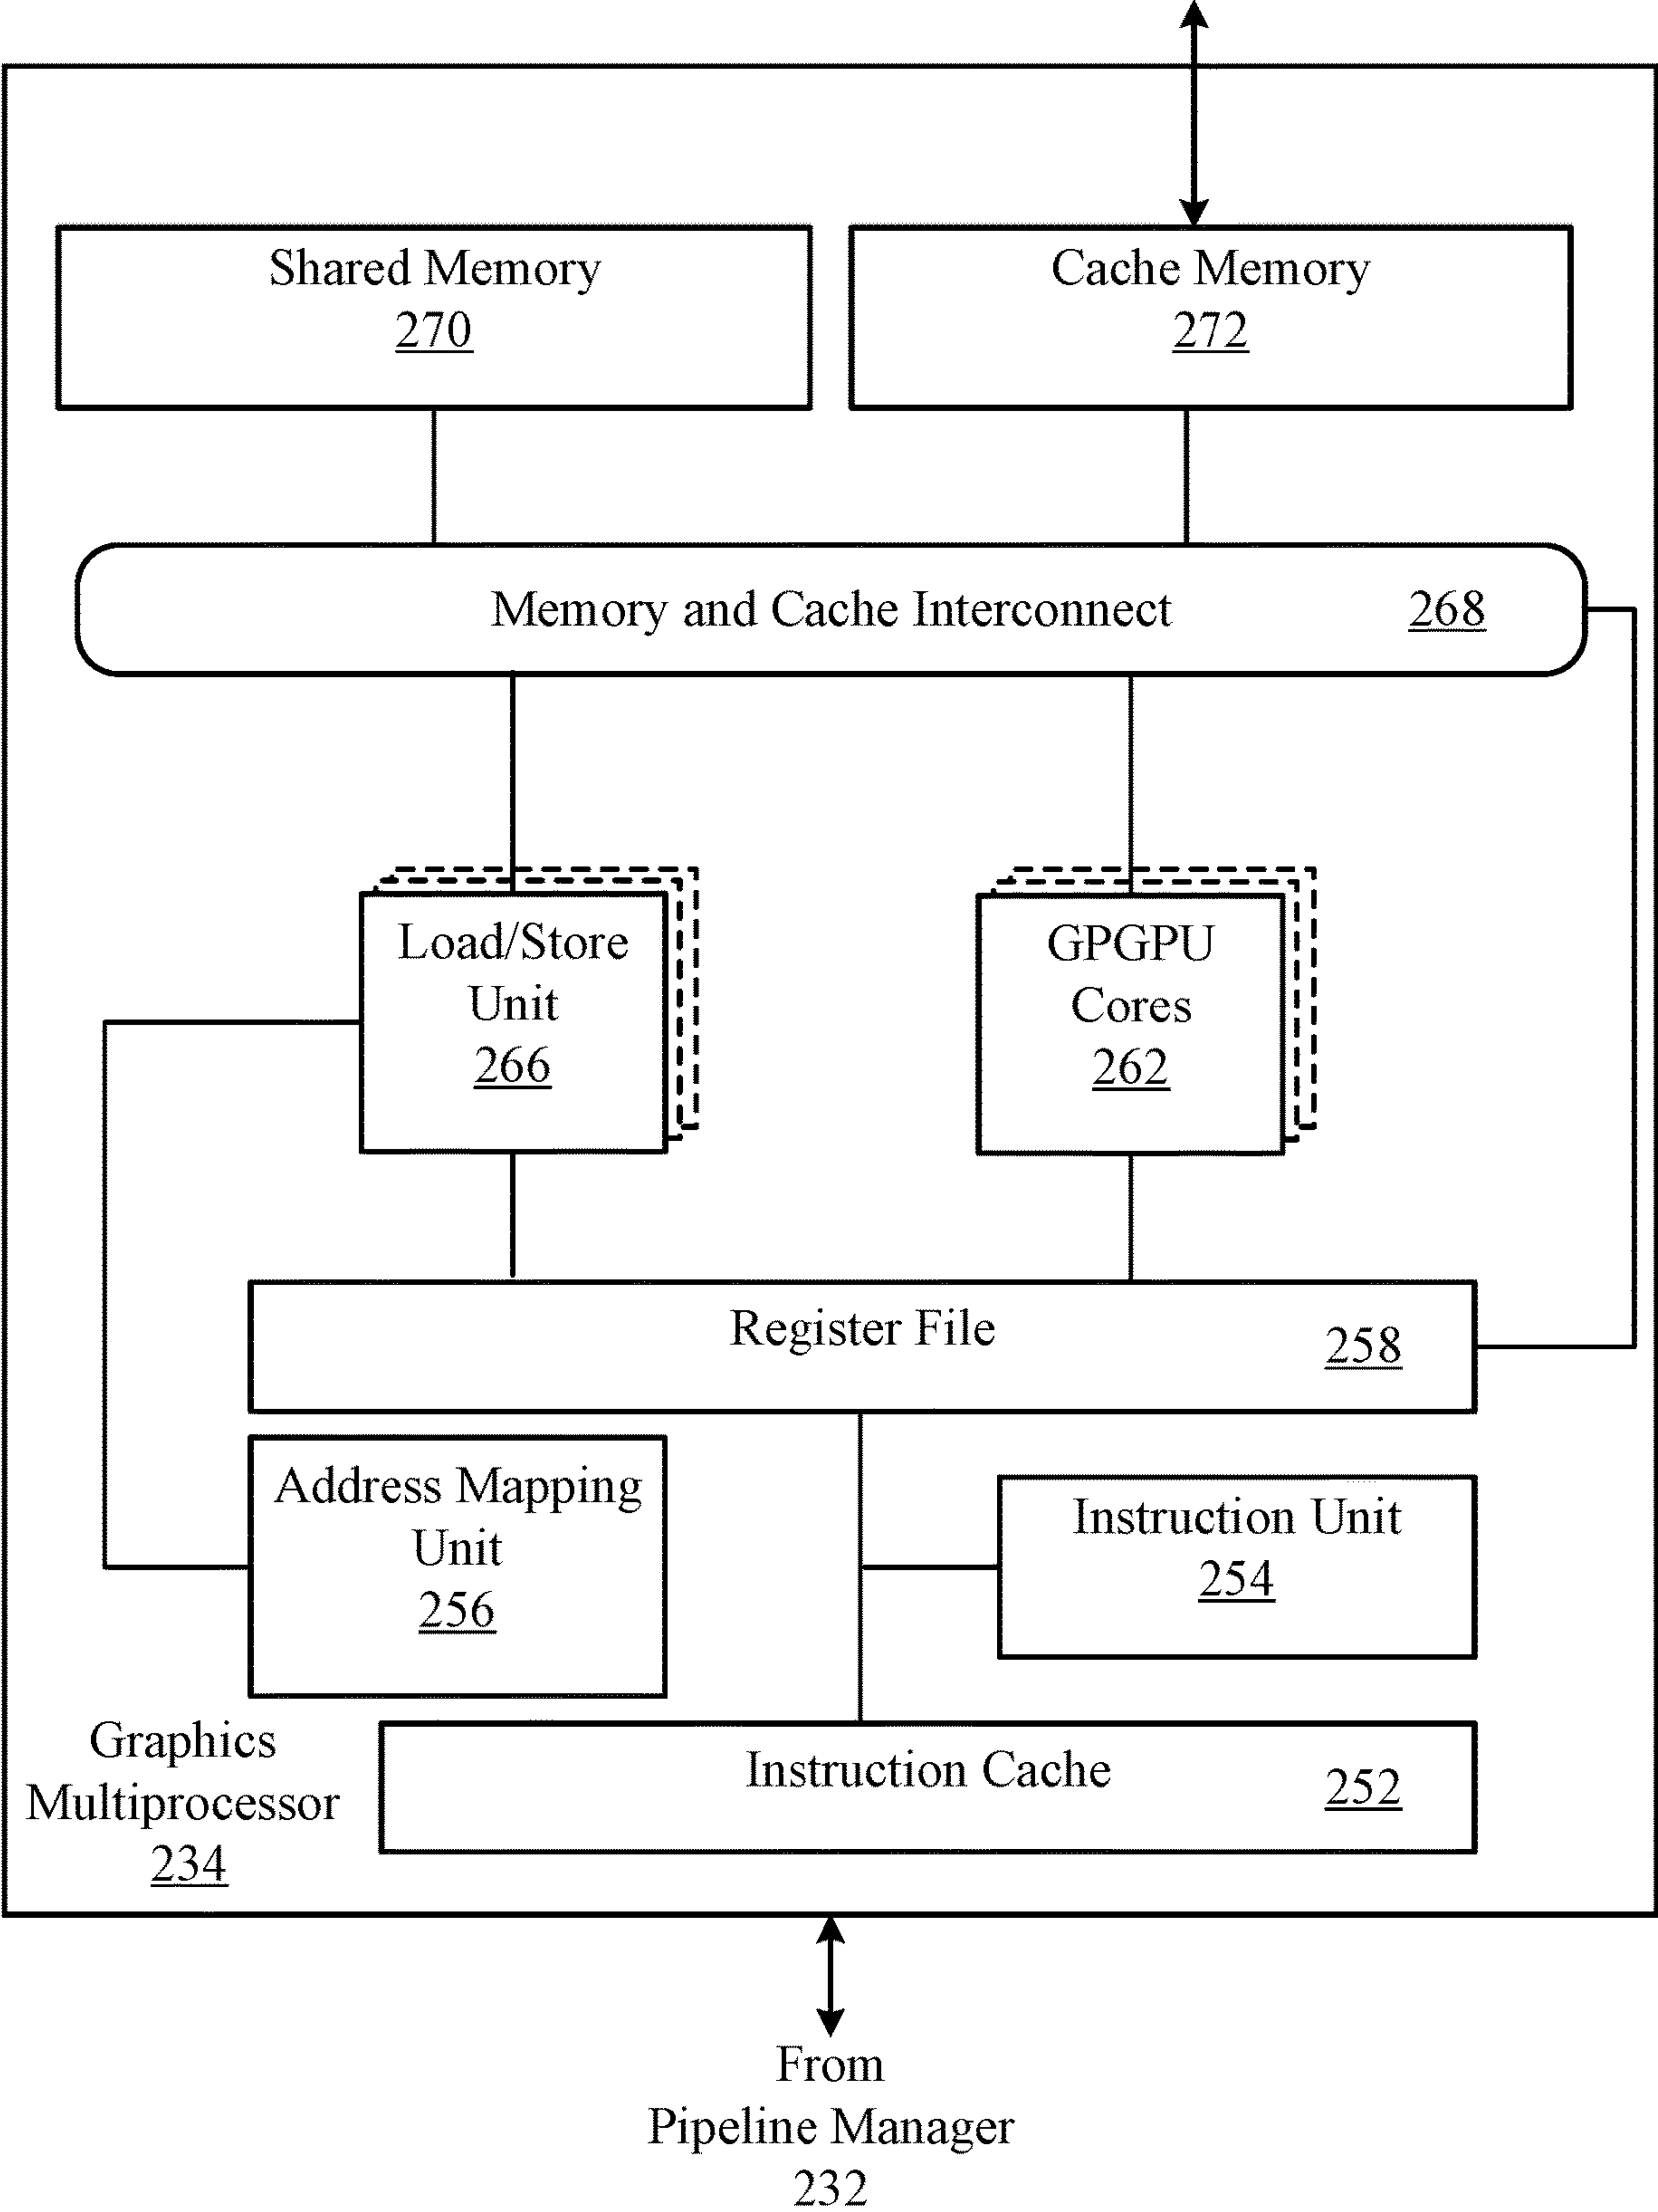 Shared Memory
270
Cache Memory
272
Memory and Cache Interconnect 268
Load/Store
Unit
266
GPGPU
Cores
262
Register File 258
Address Mapping
Unit
256
Instruction Unit
254
Graphics
Multiprocessor
234
Instruction Cache 252
From
Pipeline Manager
232